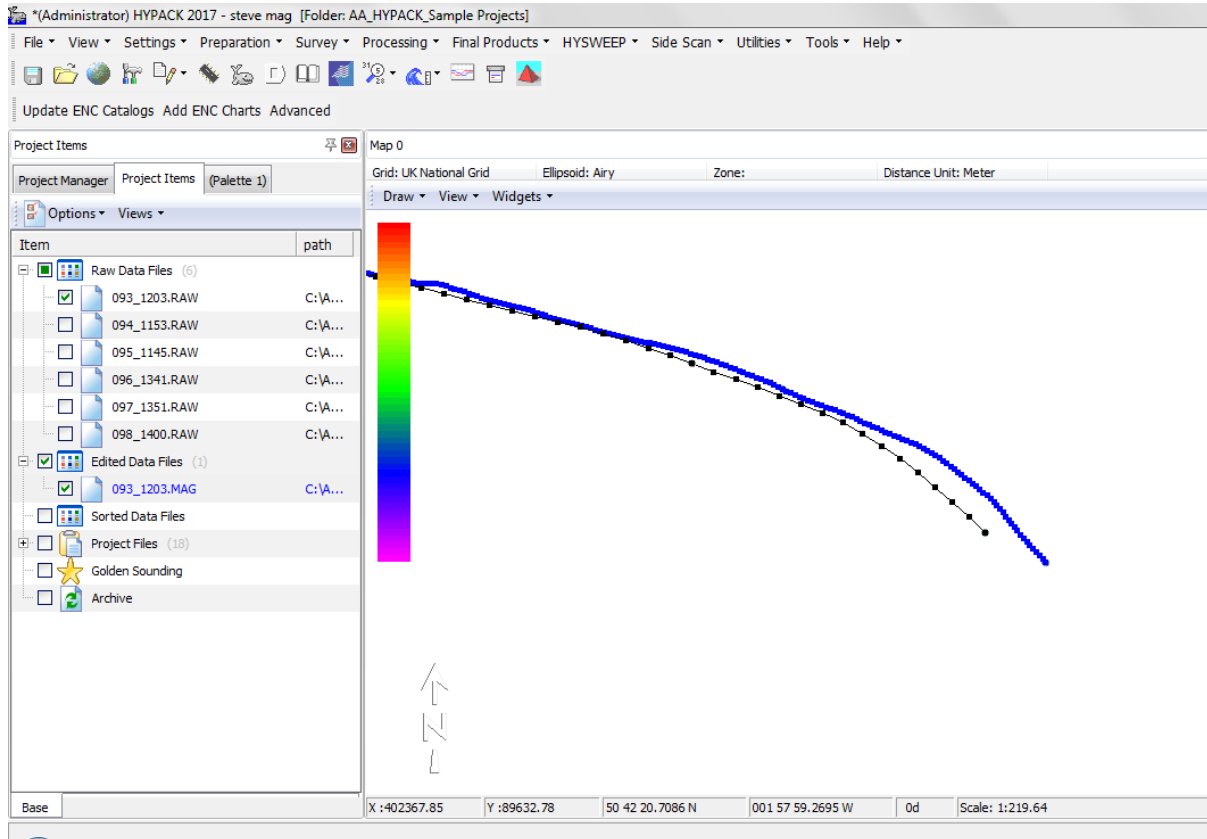 *(Administrator) HYPACK 2017 - steve mag [Folder: AA_HYPACK_Sample Projects]
File View Settings Preparation Survey Processing Final Products HYSWEEP Side Scan Utilities Tools Help
Update ENC Catalogs Add ENC Charts Advanced
Project Items
Map 0
Project Manager Project Items (Palette 1)
Grid: UK National Grid Ellipsoid: Airy Zone: Distance Unit: Meter
Options Views
Draw View Widgets
Item path
Raw Data Files (6)
093_1203.RAW C:\A...
094_1153.RAW C:\A...
095_1145.RAW C:\A...
096_1341.RAW C:\A...
097_1351.RAW C:\A...
098_1400.RAW C:\A...
Edited Data Files (1)
093_1203.MAG C:\A...
Sorted Data Files
Project Files (18)
Golden Sounding
Archive
N
Base
X :402367.85 Y :89632.78 50 42 20.7086 N 001 57 59.2695 W 0d Scale: 1:219.64